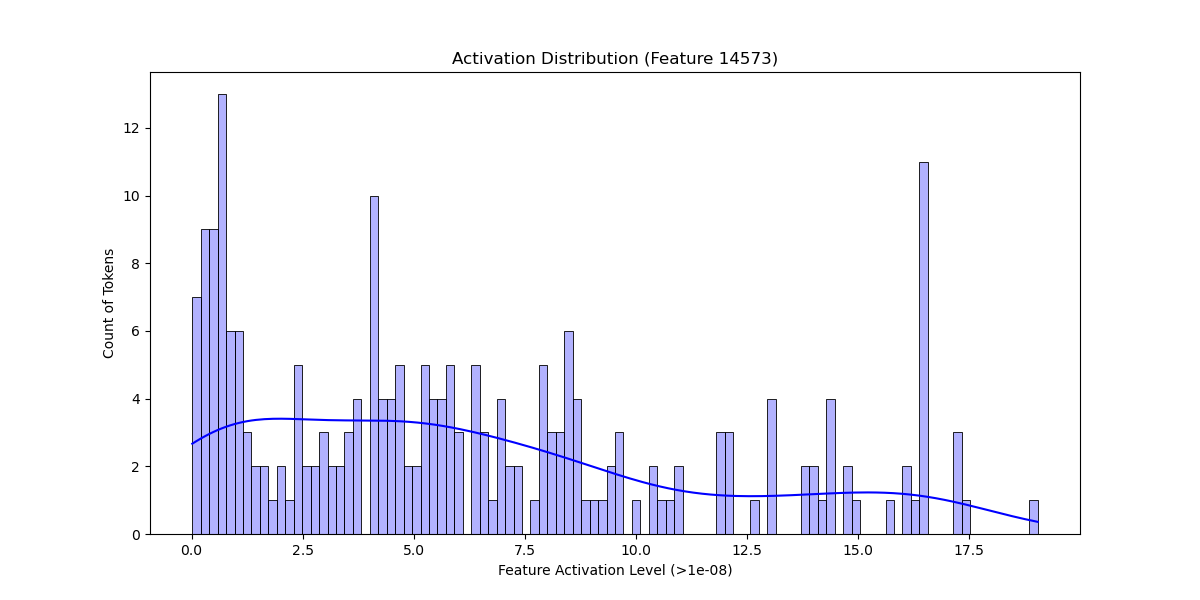 Activation Distribution (Feature 14573)
12
10
8
6
4
2
0
Count of Tokens
0.0 2.5 5.0 7.5 10.0 12.5 15.0 17.5
Feature Activation Level (>1e-08)